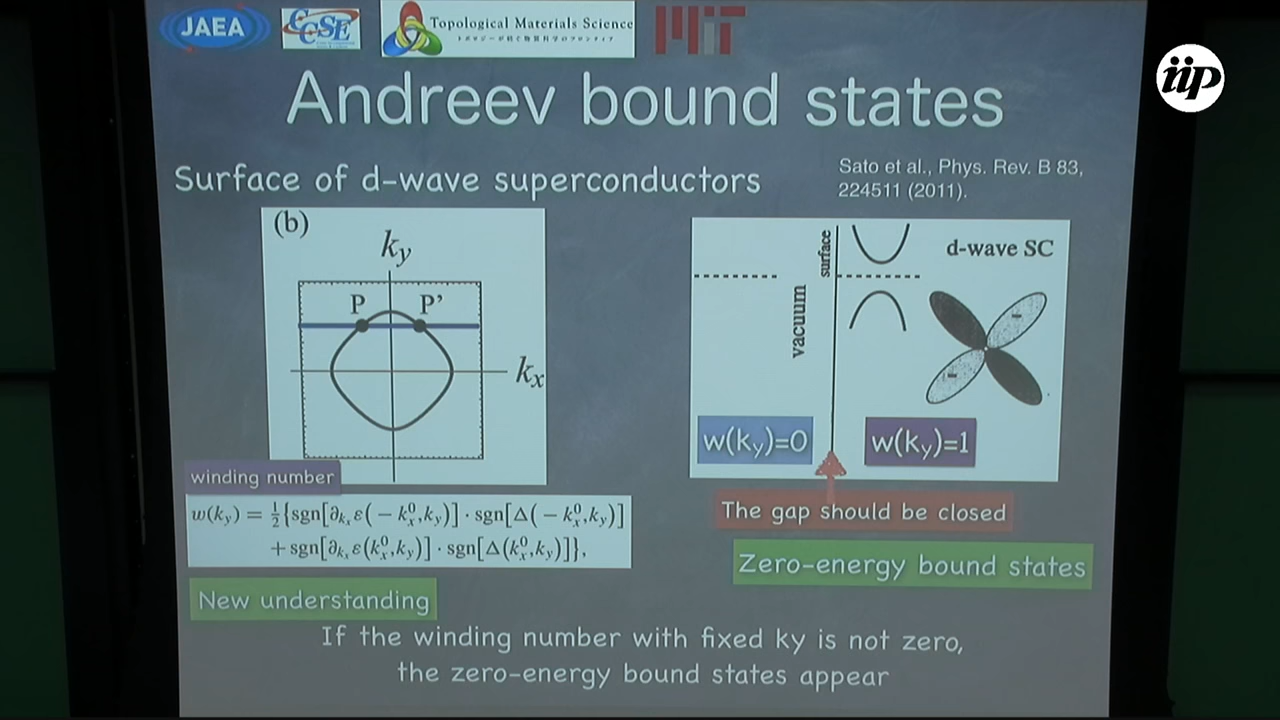 JAEA
CCSE
Topological Materials Science
MIT
iip
Andreev bound states
Surface of d-wave superconductors
Sato et al., Phys. Rev. B 83,
224511 (2011).
(b)
k_y
P P'
k_x
surface
vacuum
d-wave SC
w(k_y)=0
w(k_y)=1
winding number
w(k_y) = ½{sgn[∂_{k_x}ε(−k_x^0,k_y)]·sgn[Δ(−k_x^0,k_y)]
+sgn[∂_{k_x}ε(k_x^0,k_y)]·sgn[Δ(k_x^0,k_y)]},
The gap should be closed
Zero-energy bound states
New understanding
If the winding number with fixed ky is not zero,
the zero-energy bound states appear